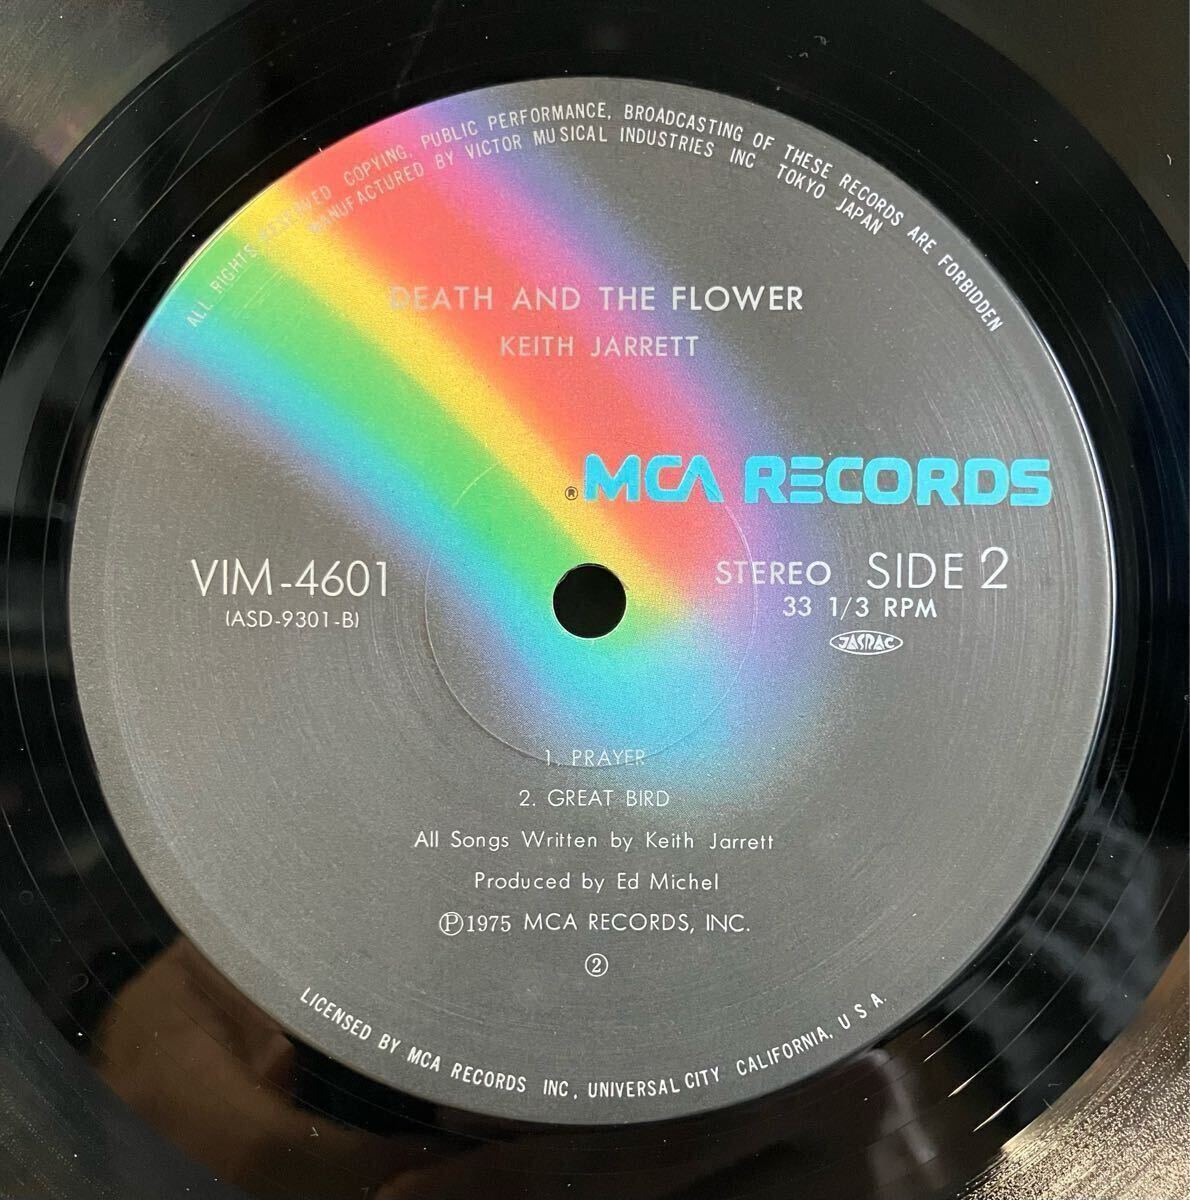 ALL RIGHTS RESERVED COPYING, PUBLIC PERFORMANCE, BROADCASTING OF THESE RECORDS ARE FORBIDDEN
MANUFACTURED BY VICTOR MUSICAL INDUSTRIES INC TOKYO JAPAN
DEATH AND THE FLOWER
KEITH JARRETT
® MCA RECORDS
VIM-4601
(ASD-9301-B)
STEREO SIDE 2
33 1/3 RPM
JASRAC
1. PRAYER
2. GREAT BIRD
All Songs Written by Keith Jarrett
Produced by Ed Michel
Ⓟ1975 MCA RECORDS, INC.
②
LICENSED BY MCA RECORDS INC, UNIVERSAL CITY CALIFORNIA, U S A.